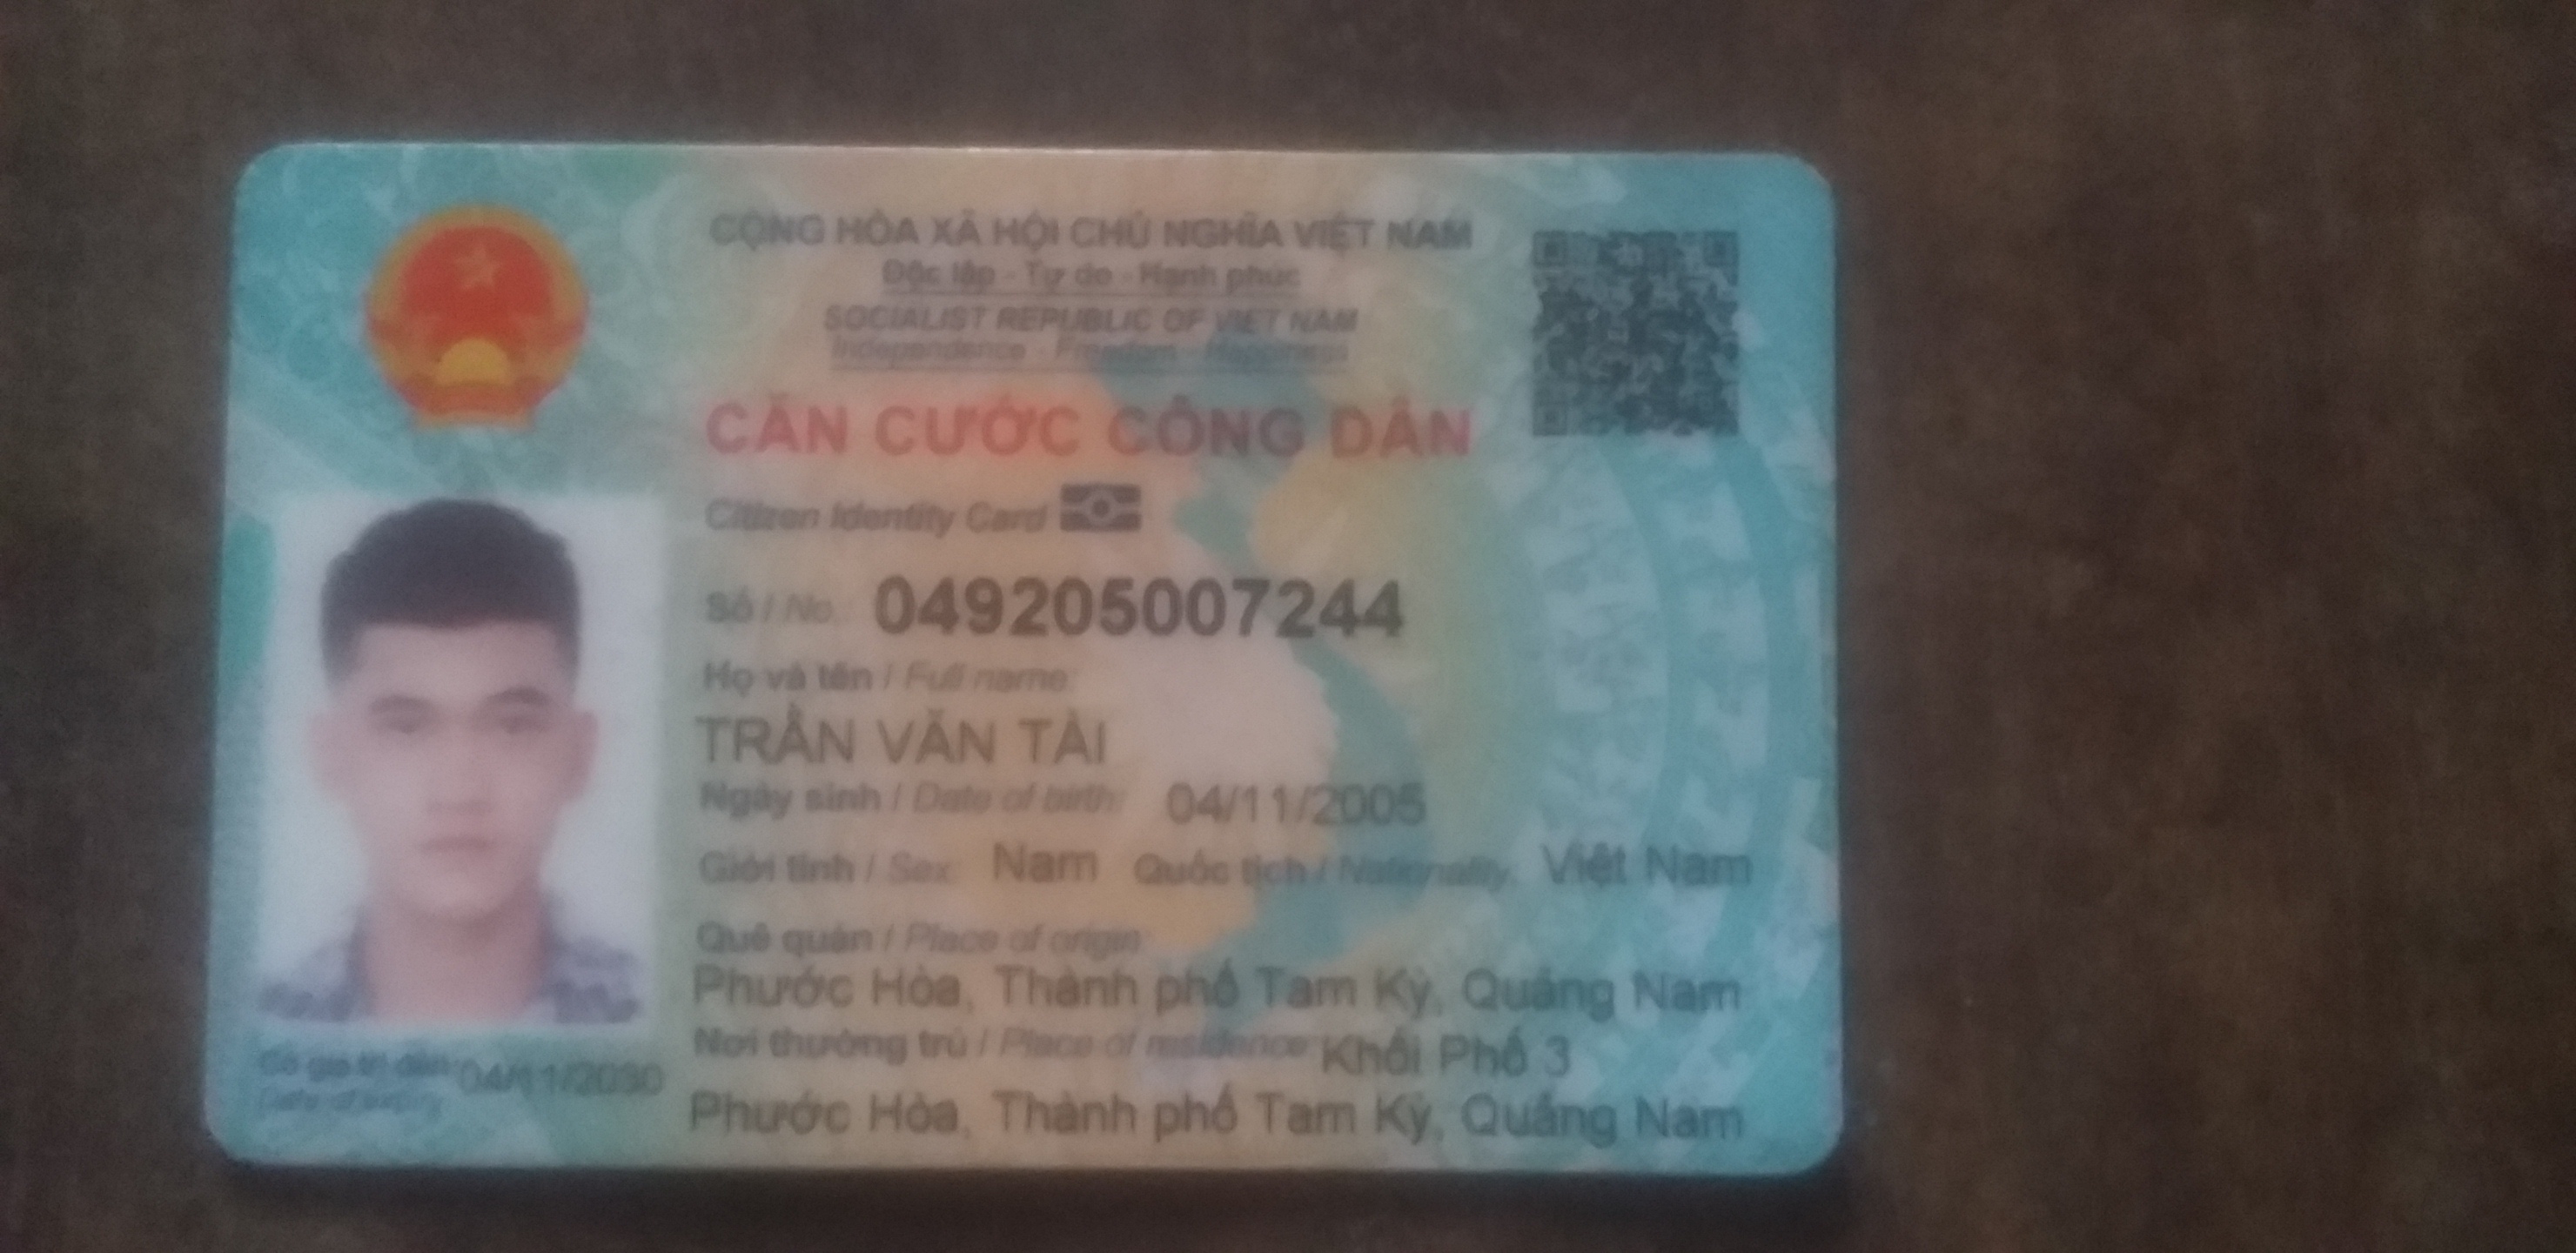 CỘNG HÒA XÃ HỘI CHỦ NGHĨA VIỆT NAM
Độc lập - Tự do - Hạnh phúc
SOCIALIST REPUBLIC OF VIET NAM
Independence - Freedom - Happiness
CĂN CƯỚC CÔNG DÂN
Citizen Identity Card
Số / No. 049205007244
Họ và tên / Full name:
TRẦN VĂN TÀI
Ngày sinh / Date of birth: 04/11/2005
Giới tính / Sex: Nam Quốc tịch / Nationality: Việt Nam
Quê quán / Place of origin:
Phước Hòa, Thành phố Tam Kỳ, Quảng Nam
Nơi thường trú / Place of residence: Khối Phố 3
Phước Hòa, Thành phố Tam Kỳ, Quảng Nam
Có giá trị đến: 04/11/2030
Date of expiry